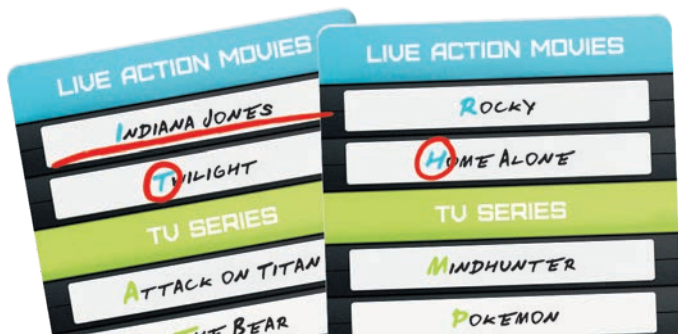 LIVE ACTION MOVIES
INDIANA JONES
TWILIGHT
TV SERIES
ATTACK ON TITAN
THE BEAR
LIVE ACTION MOVIES
ROCKY
HOME ALONE
TV SERIES
MINDHUNTER
POKEMON